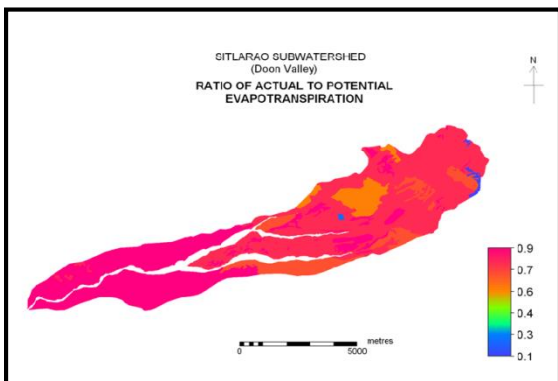 SITLARAO SUBWATERSHED
(Doon Valley)
RATIO OF ACTUAL TO POTENTIAL
EVAPOTRANSPIRATION
N
0.9
0.7
0.6
0.4
0.3
0.1
metres
0 5000